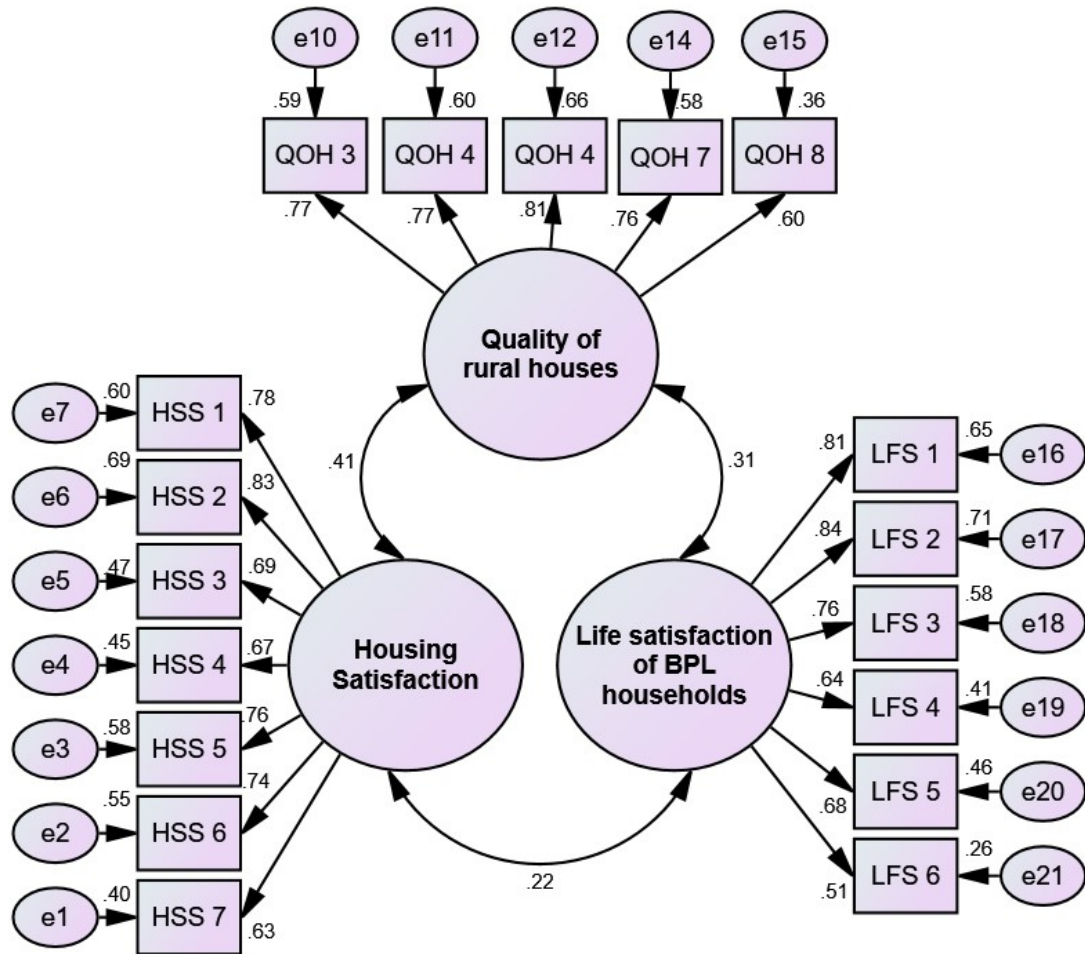 e10
e11
e12
e14
e15
.59
.60
.66
.58
.36
QOH 3
QOH 4
QOH 4
QOH 7
QOH 8
.77
.77
.81
.76
.60
Quality of
rural houses
.41
.31
e7
.60
HSS 1
.78
e6
.69
HSS 2
.83
e5
.47
HSS 3
.69
e4
.45
HSS 4
.67
e3
.58
HSS 5
.76
e2
.55
HSS 6
.74
e1
.40
HSS 7
.63
Housing
Satisfaction
Life satisfaction
of BPL
households
.22
.81
LFS 1
.65
e16
.84
LFS 2
.71
e17
.76
LFS 3
.58
e18
.64
LFS 4
.41
e19
.68
LFS 5
.46
e20
.51
LFS 6
.26
e21